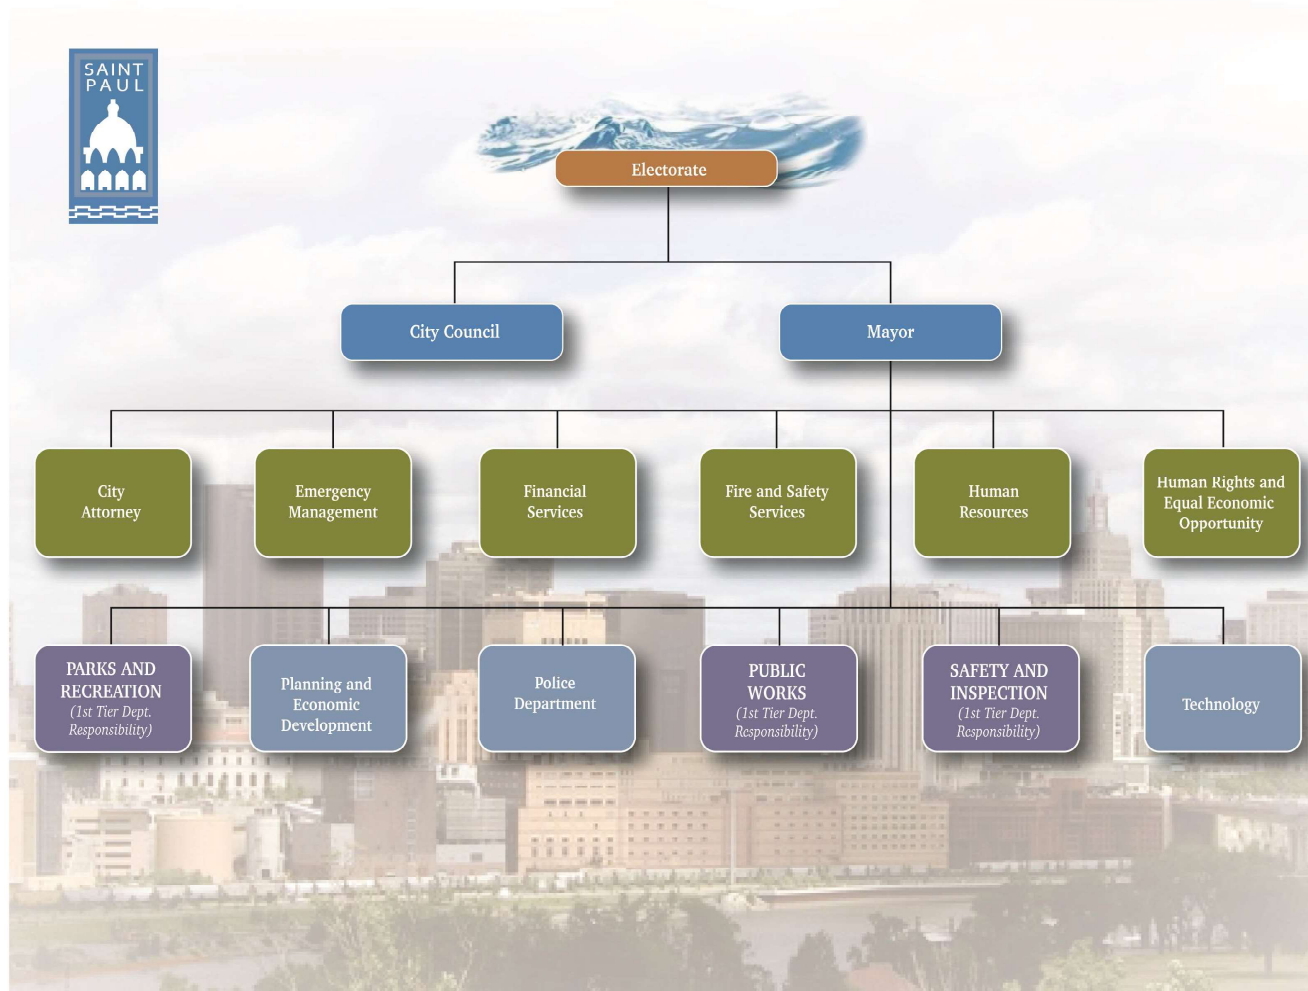 SAINT
PAUL
Electorate
City Council
Mayor
City
Attorney
Emergency
Management
Financial
Services
Fire and Safety
Services
Human
Resources
Human Rights and
Equal Economic
Opportunity
PARKS AND
RECREATION
(1st Tier Dept.
Responsibility)
Planning and
Economic
Development
Police
Department
PUBLIC
WORKS
(1st Tier Dept.
Responsibility)
SAFETY AND
INSPECTION
(1st Tier Dept.
Responsibility)
Technology